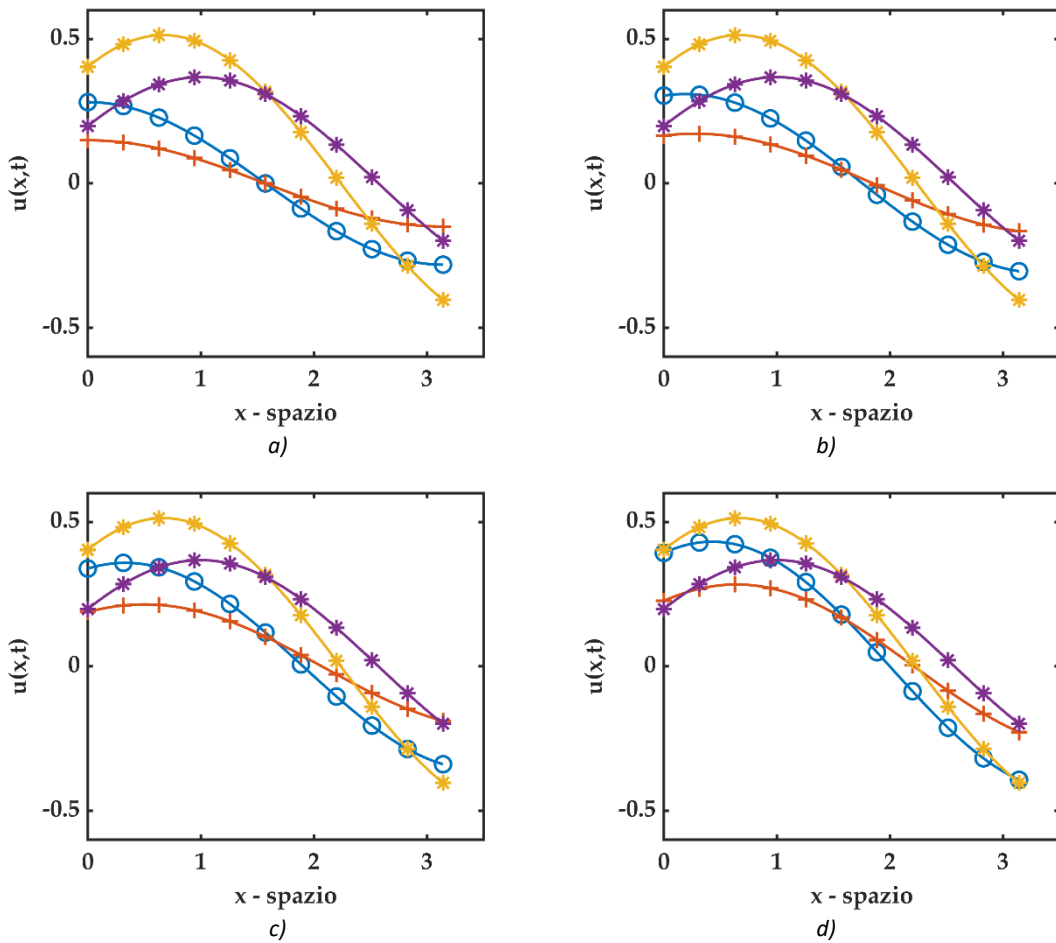 0.5
0
-0.5
u(x,t)
0 1 2 3
x - spazio
a)
0.5
0
-0.5
u(x,t)
0 1 2 3
x - spazio
b)
0.5
0
-0.5
u(x,t)
0 1 2 3
x - spazio
c)
0.5
0
-0.5
u(x,t)
0 1 2 3
x - spazio
d)